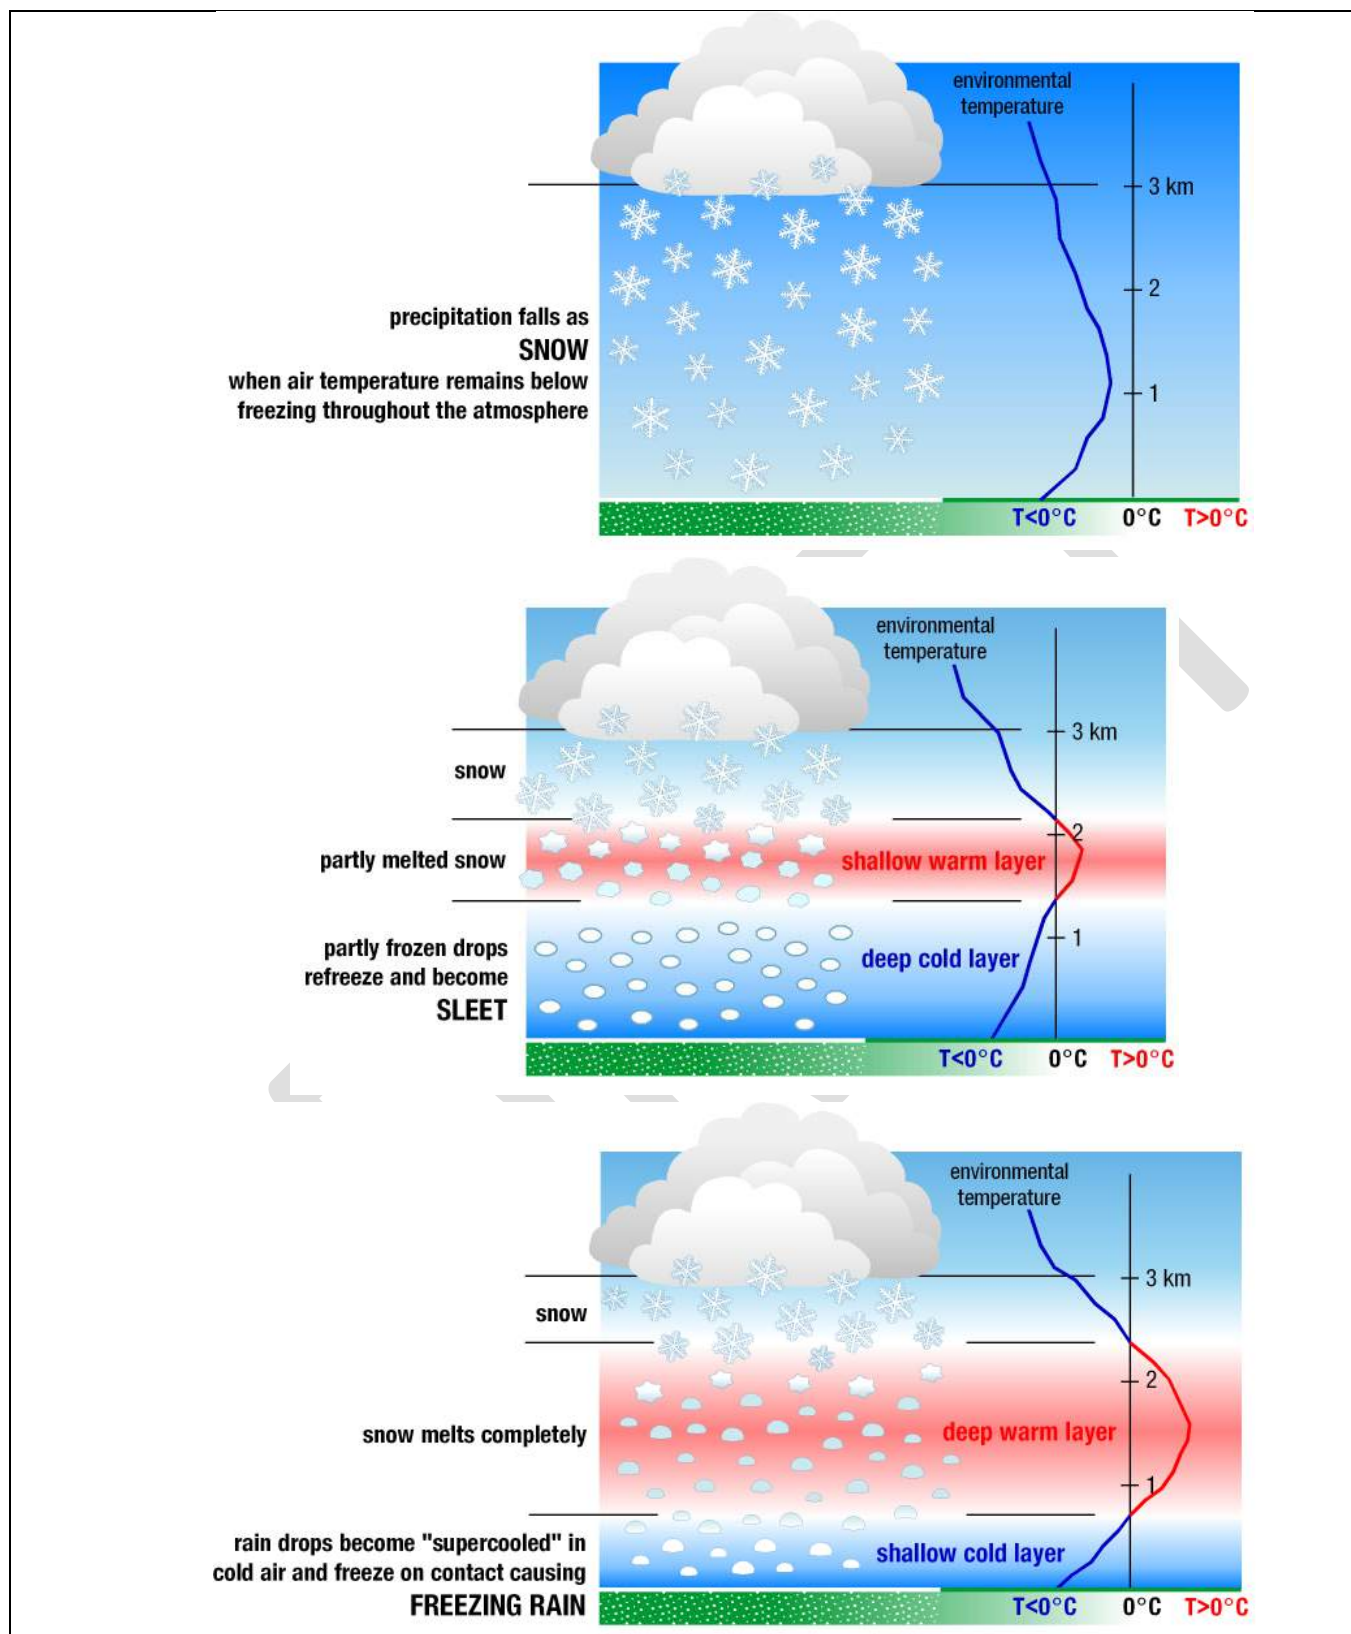 environmental
temperature
3 km
2
1
precipitation falls as
SNOW
when air temperature remains below
freezing throughout the atmosphere
T<0°C 0°C T>0°C
environmental
temperature
3 km
snow
2
partly melted snow
shallow warm layer
1
partly frozen drops
refreeze and become
SLEET
deep cold layer
T<0°C 0°C T>0°C
environmental
temperature
3 km
snow
2
snow melts completely
deep warm layer
1
rain drops become "supercooled" in
cold air and freeze on contact causing
FREEZING RAIN
shallow cold layer
T<0°C 0°C T>0°C